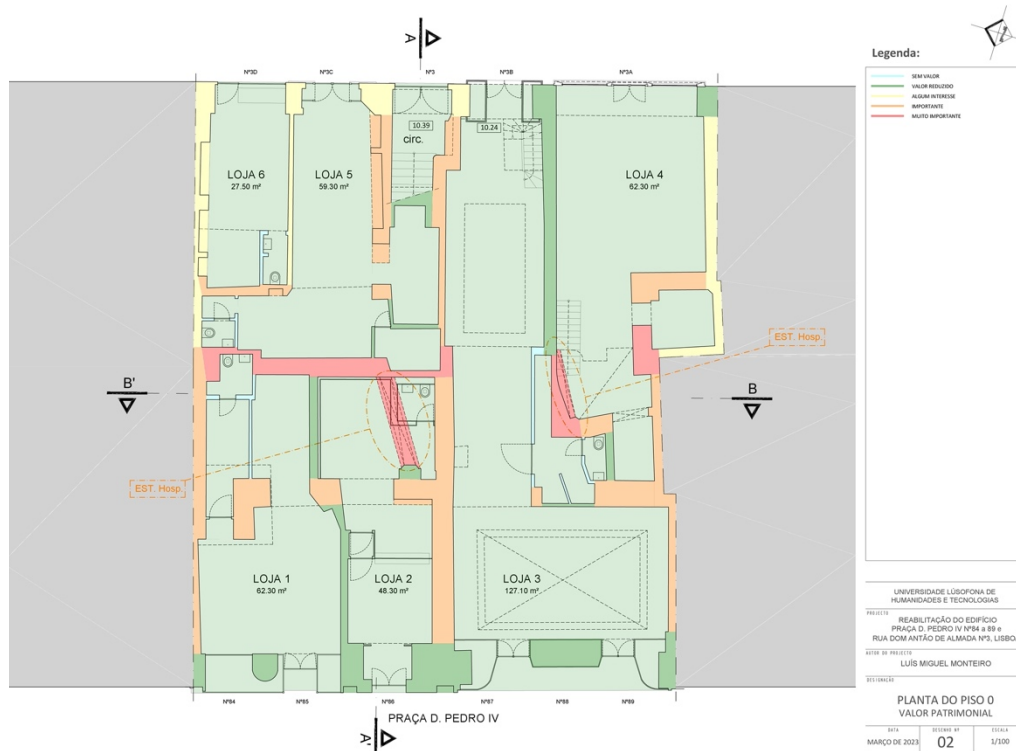 A
Nº3D
Nº3C
Nº3
Nº3B
Nº3A
10.39
circ.
10.24
LOJA 6
27.50 m²
LOJA 5
59.30 m²
LOJA 4
62.30 m²
EST. Hosp.
B'
B
EST. Hosp.
LOJA 1
62.30 m²
LOJA 2
48.30 m²
LOJA 3
127.10 m²
Nº84
Nº85
Nº86
Nº87
Nº88
Nº89
PRAÇA D. PEDRO IV
A'
Legenda:
SEM VALOR
VALOR REDUZIDO
ALGUM INTERESSE
IMPORTANTE
MUITO IMPORTANTE
UNIVERSIDADE LÚSOFONA DE
HUMANIDADES E TECNOLOGIAS
PROJETO
REABILITAÇÃO DO EDIFÍCIO
PRAÇA D. PEDRO IV Nº84 a 89 e
RUA DOM ANTÃO DE ALMADA Nº3, LISBOA
AUTOR DO PROJECTO
LUÍS MIGUEL MONTEIRO
DESIGNAÇÃO
PLANTA DO PISO 0
VALOR PATRIMONIAL
DATA
DESENHO Nº
ESCALA
MARÇO DE 2023
02
1/100